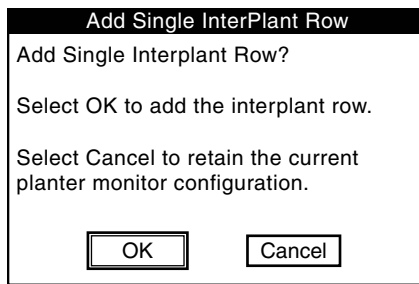 Add Single InterPlant Row
Add Single Interplant Row?
Select OK to add the interplant row.
Select Cancel to retain the current
planter monitor configuration.
OK
Cancel